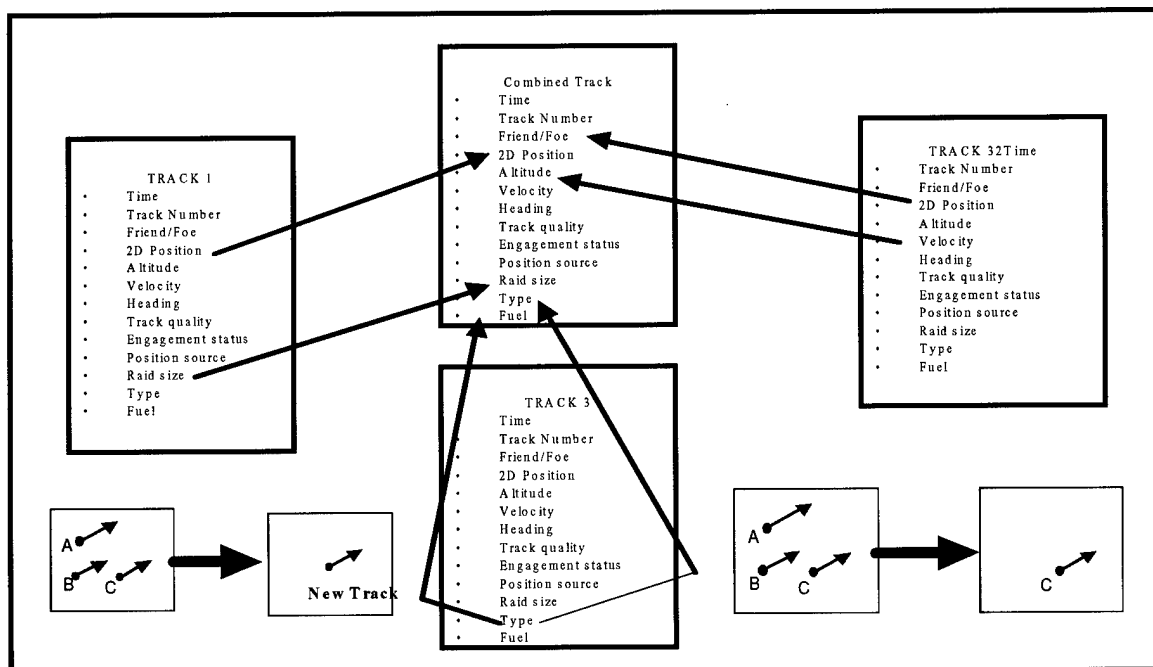 Combined Track
• Time
• Track Number
• Friend/Foe
• 2D Position
• Altitude
• Velocity
• Heading
• Track quality
• Engagement status
• Position source
• Raid size
• Type
• Fuel
TRACK 1
• Time
• Track Number
• Friend/Foe
• 2D Position
• Altitude
• Velocity
• Heading
• Track quality
• Engagement status
• Position source
• Raid size
• Type
• Fuel
TRACK 32Time
• Track Number
• Friend/Foe
• 2D Position
• Altitude
• Velocity
• Heading
• Track quality
• Engagement status
• Position source
• Raid size
• Type
• Fuel
TRACK 3
• Time
• Track Number
• Friend/Foe
• 2D Position
• Altitude
• Velocity
• Heading
• Track quality
• Engagement status
• Position source
• Raid size
• Type
• Fuel
A
B
C
New Track
A
B
C
C